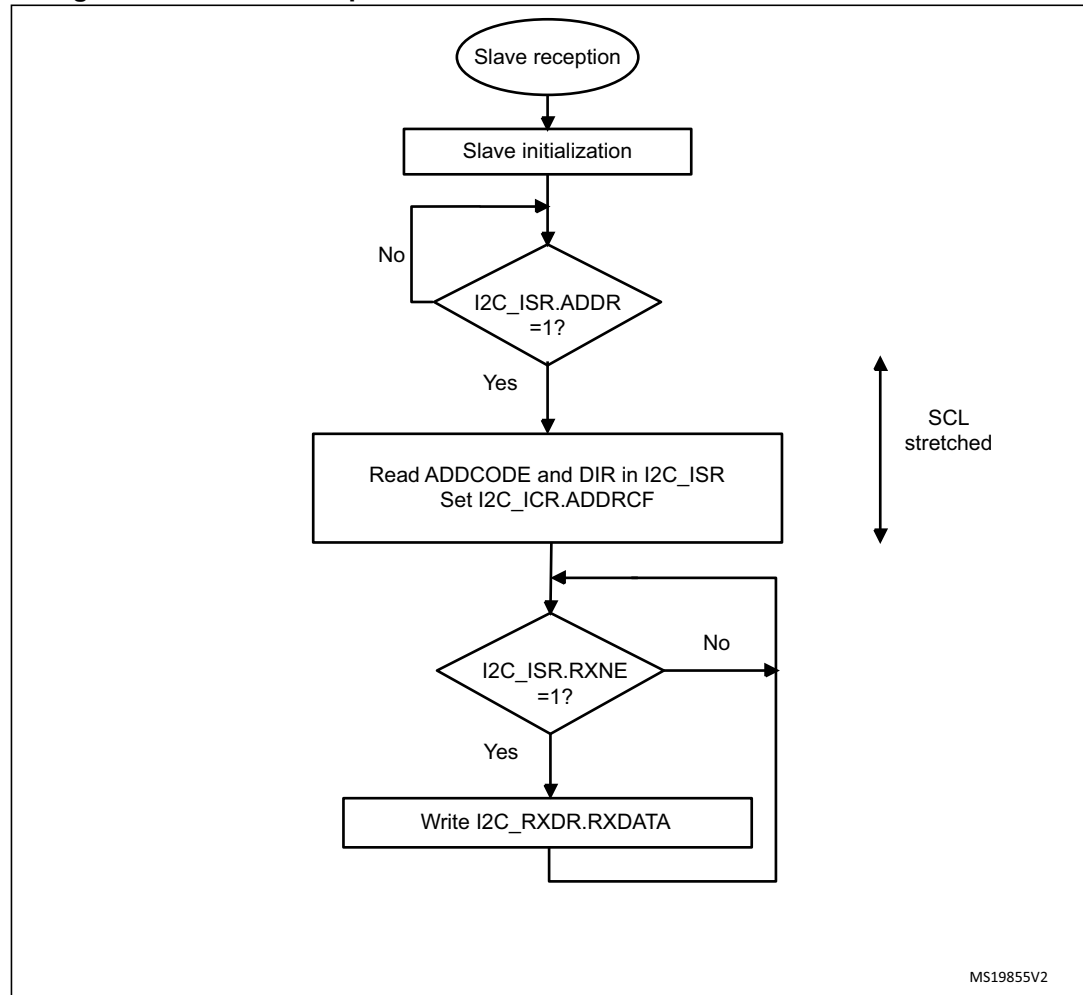 Slave reception
Slave initialization
No
I2C_ISR.ADDR
=1?
Yes
SCL
stretched
Read ADDCODE and DIR in I2C_ISR
Set I2C_ICR.ADDRCF
No
I2C_ISR.RXNE
=1?
Yes
Write I2C_RXDR.RXDATA
MS19855V2